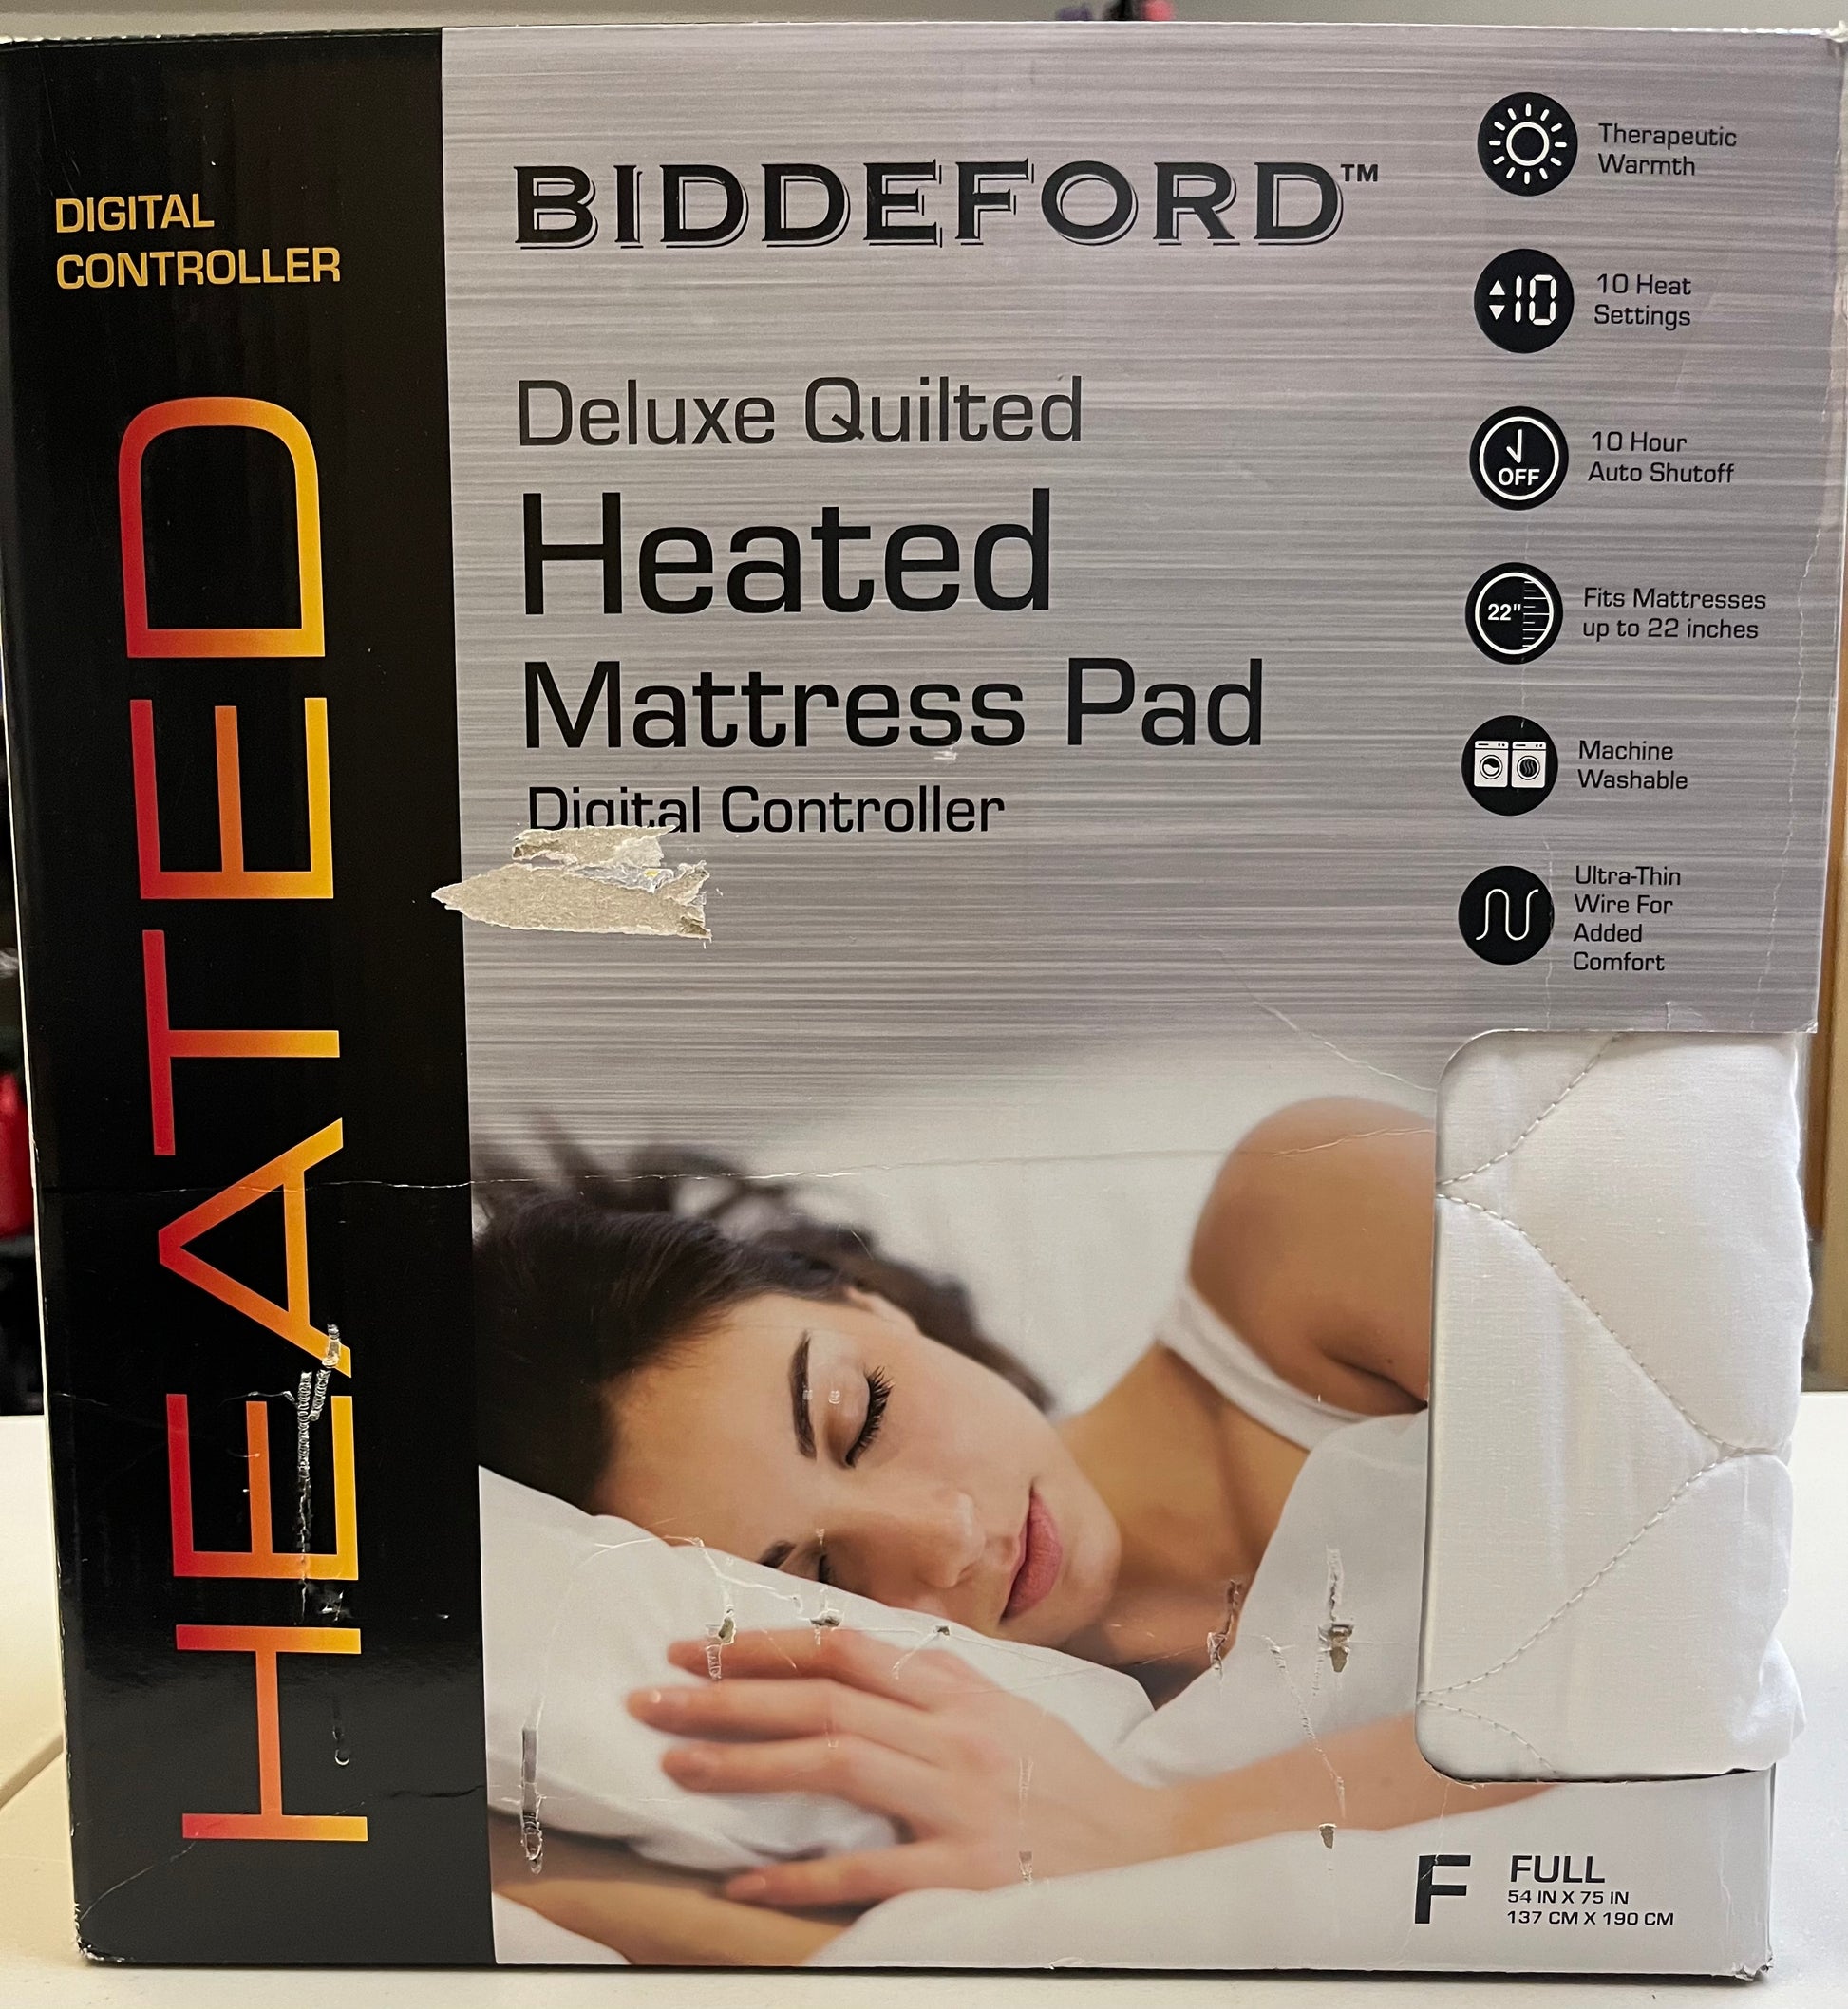 DIGITAL
CONTROLLER
HEATED
BIDDEFORD™
Deluxe Quilted
Heated
Mattress Pad
Digital Controller
Therapeutic
Warmth
10
10 Heat
Settings
OFF
10 Hour
Auto Shutoff
22"
Fits Mattresses
up to 22 inches
Machine
Washable
Ultra-Thin
Wire For
Added
Comfort
F
FULL
54 IN X 75 IN
137 CM X 190 CM